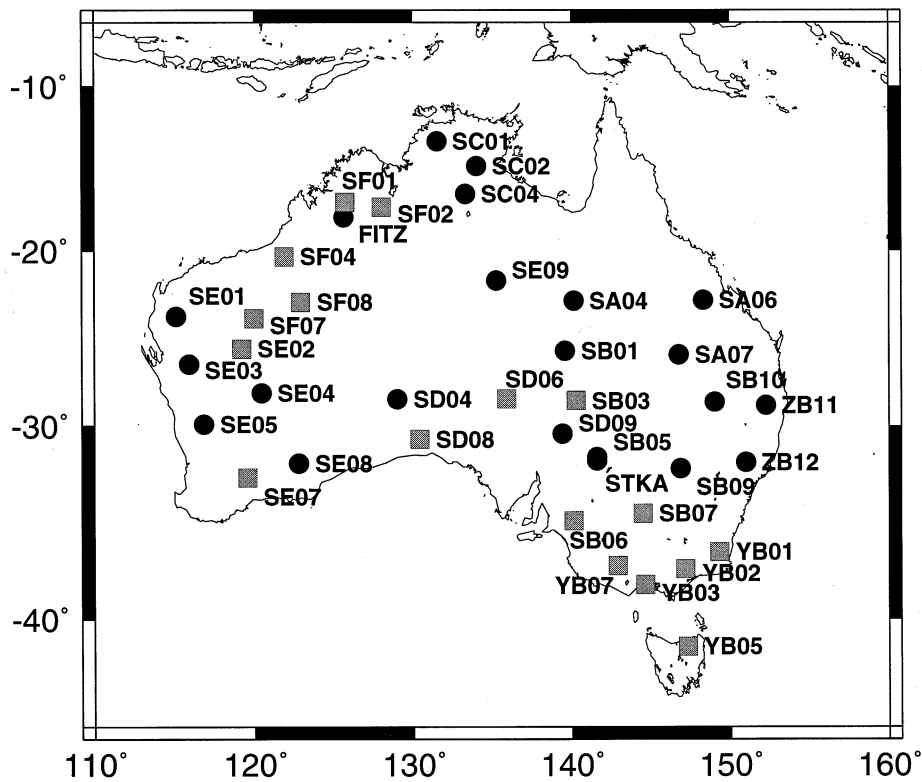 -10°
SC01
SC02
SF01
SC04
SF02
FITZ
-20°
SF04
SE09
SE01
SF08
SA04
SA06
SF07
SE02
SB01
SA07
SE03
SD06
SB10
SE04
SD04
SB03
ZB11
-30°
SE05
SD09
SD08
SB05
SE08
ZB12
STKA
SB09
SE07
SB07
SB06
YB01
YB02
YB07
YB03
-40°
YB05
110° 120° 130° 140° 150° 160°